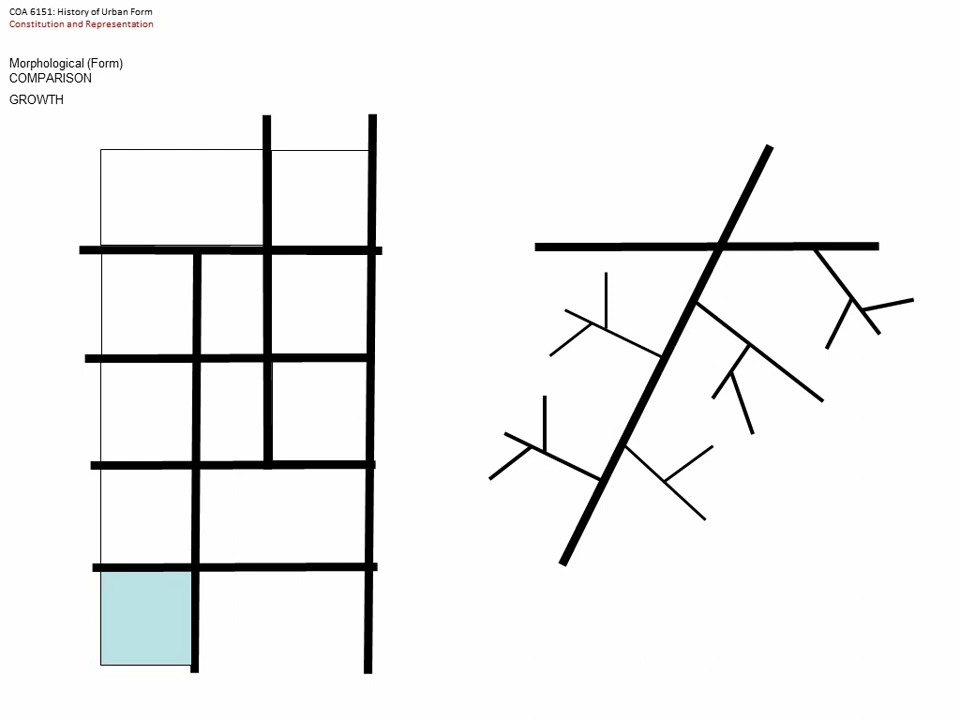 COA 6151: History of Urban Form
Constitution and Representation
Morphological (Form)
COMPARISON
GROWTH